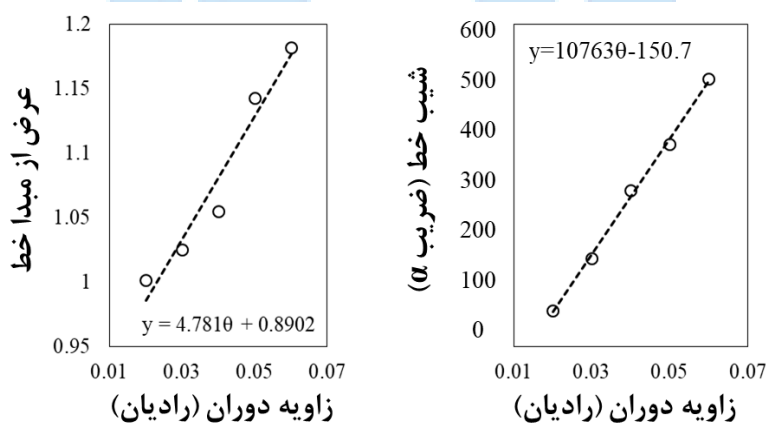 1.2
1.15
1.1
1.05
1
0.95
عرض از مبدا خط
y = 4.781θ + 0.8902
0.01 0.03 0.05 0.07
زاویه دوران (رادیان)
600
500
400
300
200
100
0
شیب خط (ضریب α)
y=10763θ-150.7
0.01 0.03 0.05 0.07
زاویه دوران (رادیان)